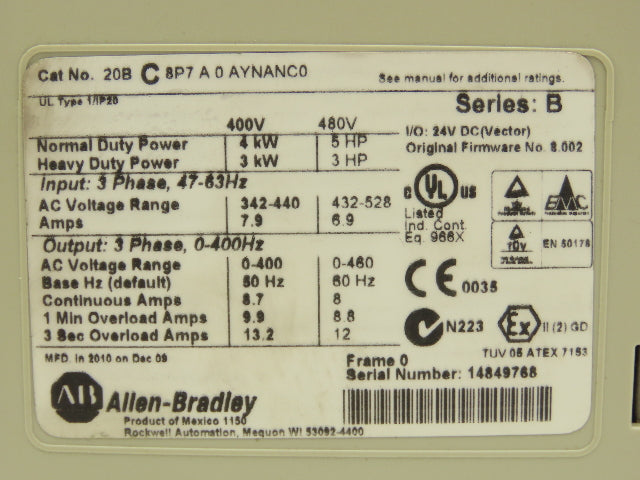 Cat No. 20B C 8P7 A 0 AYNANC0
See manual for additional ratings.
UL Type 1/IP20
Series: B
400V 480V
I/O: 24V DC(Vector)
Normal Duty Power 4 kW 5 HP
Original Firmware No. 8.002
Heavy Duty Power 3 kW 3 HP
Input: 3 Phase, 47-63Hz
AC Voltage Range 342-440 432-528
Amps 7.9 6.9
C UL US
Listed
Ind. Cont.
Eq. 966X
EMC
TÜV
EN 50178
Output: 3 Phase, 0-400Hz
AC Voltage Range 0-400 0-460
Base Hz (default) 50 Hz 60 Hz
Continuous Amps 8.7 8
1 Min Overload Amps 9.9 8.8
3 Sec Overload Amps 13.2 12
CE 0035
N223
Ex II (2) GD
TUV 05 ATEX 7153
MFD. in 2010 on Dec 09
Frame 0
Serial Number: 14849768
AB Allen-Bradley
Product of Mexico 1150
Rockwell Automation, Mequon WI 53092-4400